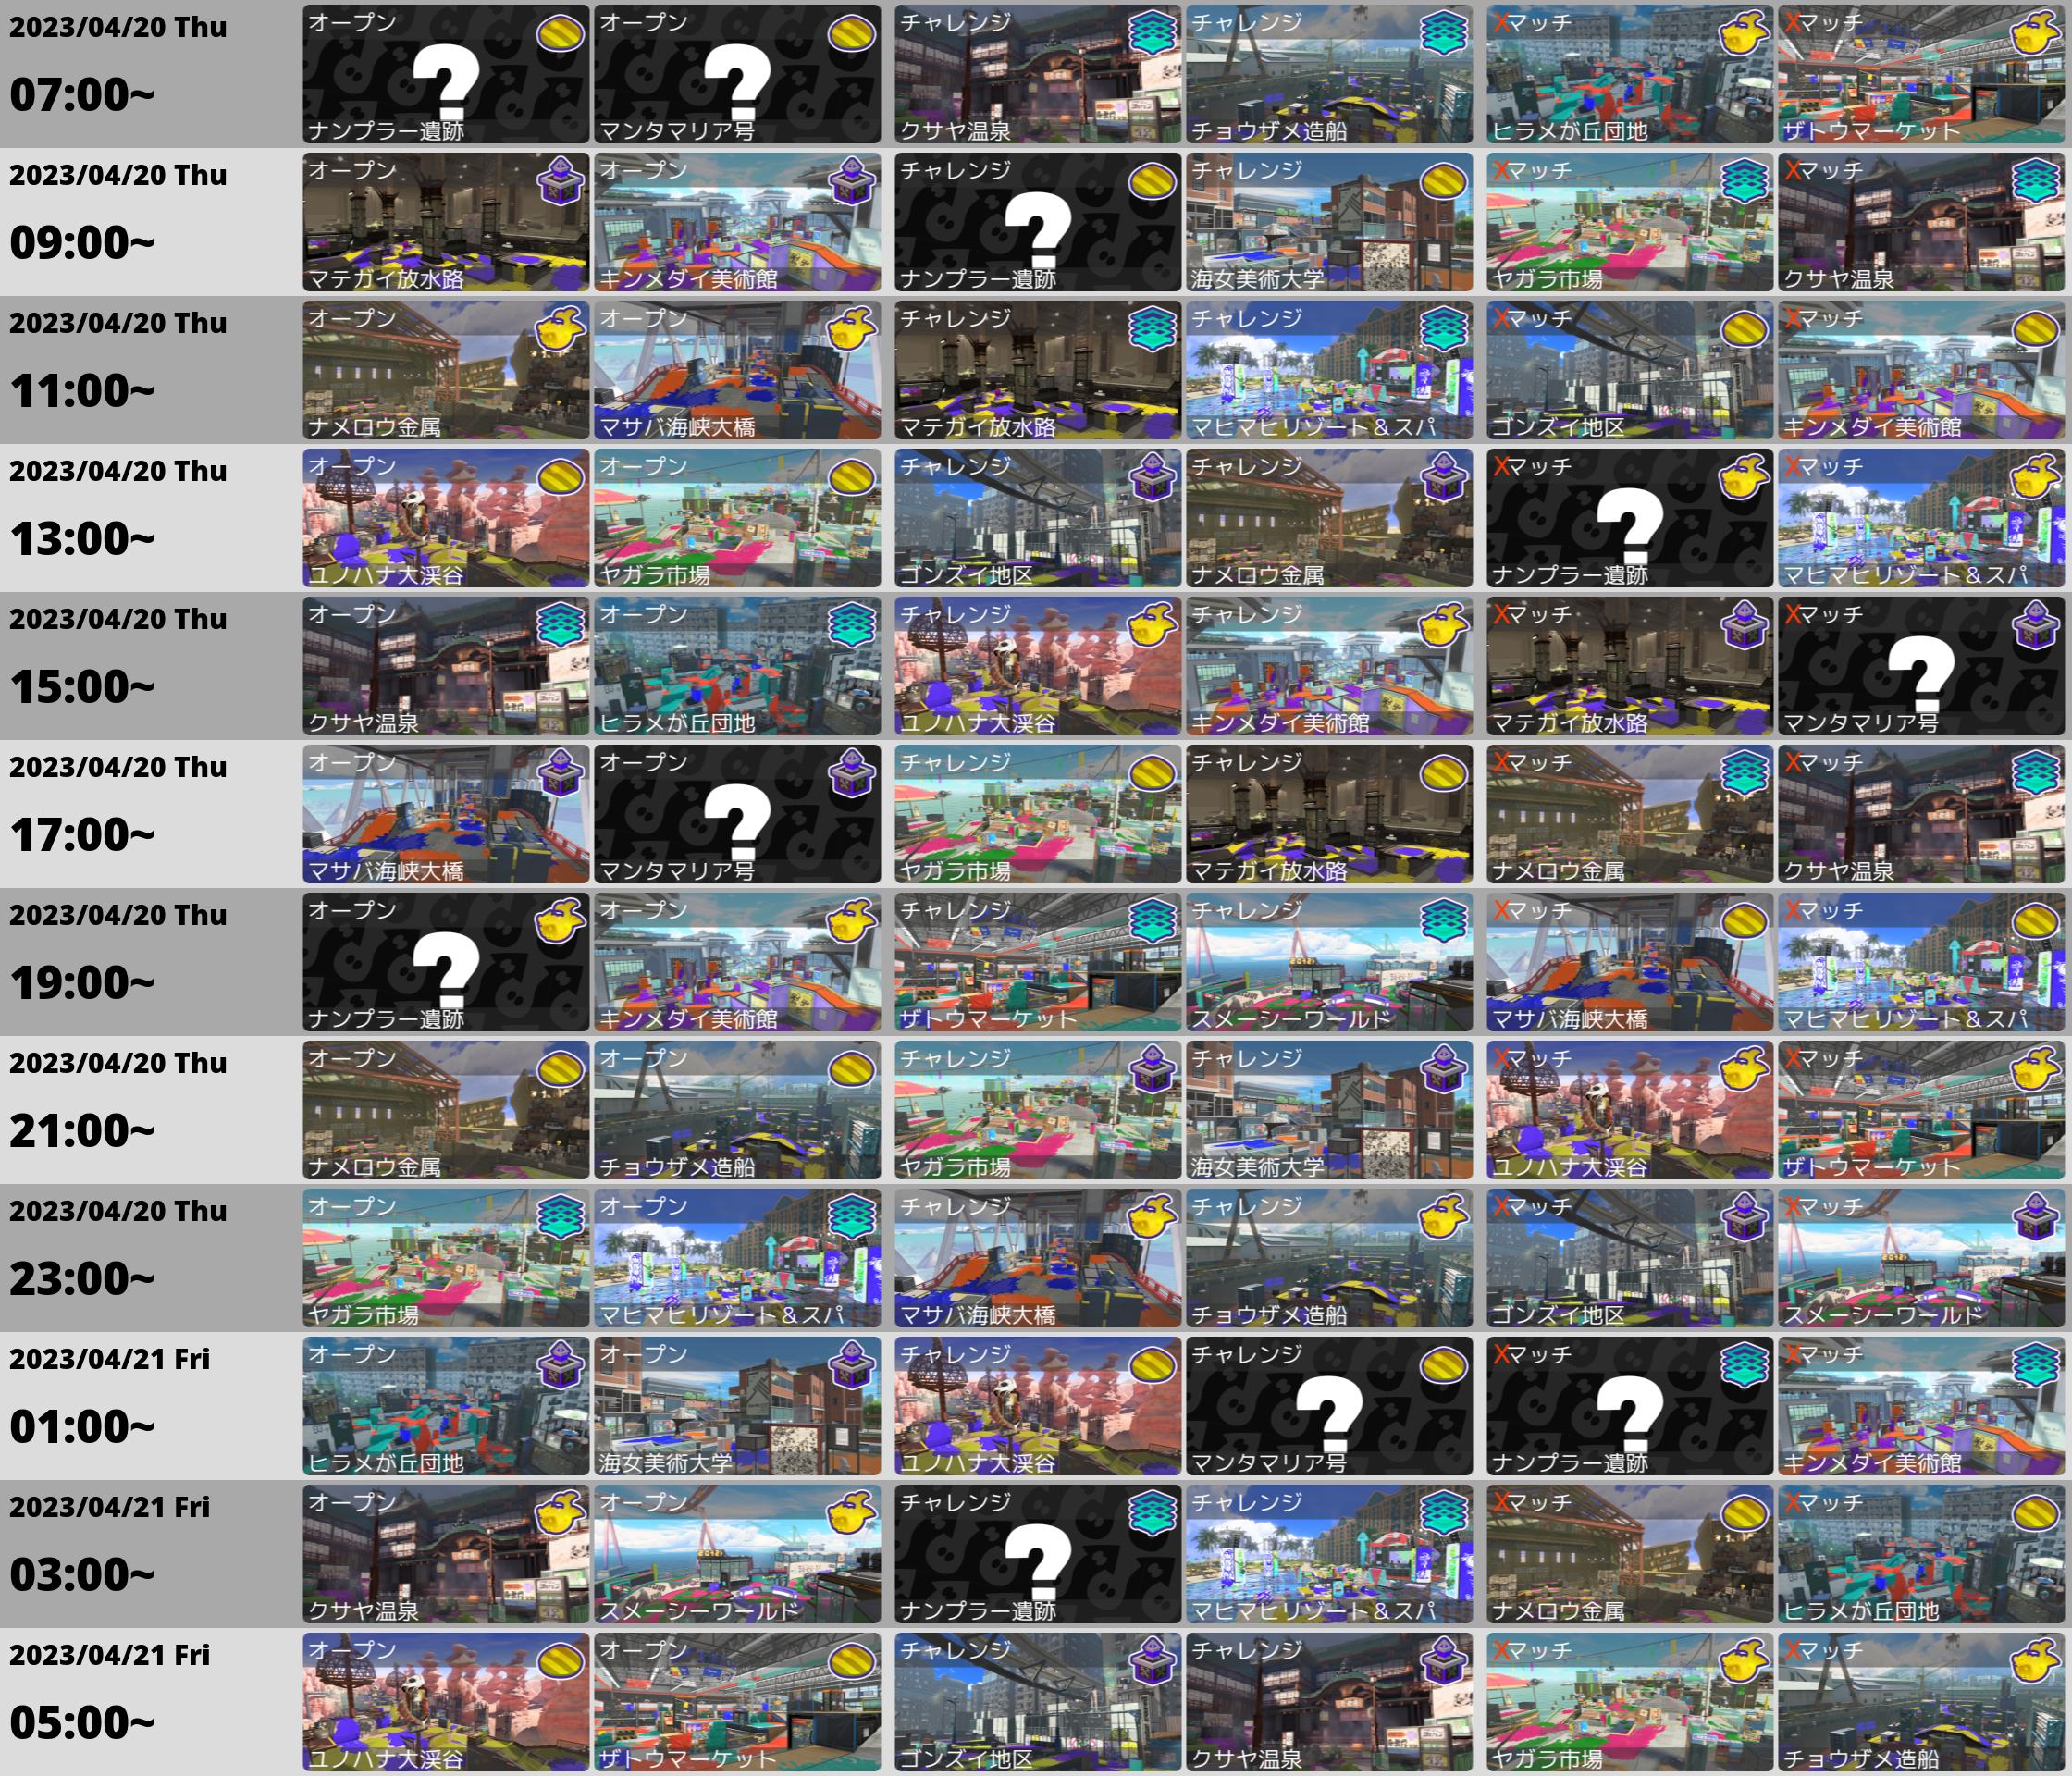 2023/04/20 Thu
07:00~
オープン オープン チャレンジ チャレンジ Xマッチ Xマッチ
ナンプラー遺跡 マンタマリア号 クサヤ温泉 チョウザメ造船 ヒラメが丘団地 ザトウマーケット
2023/04/20 Thu
09:00~
オープン オープン チャレンジ チャレンジ Xマッチ Xマッチ
マテガイ放水路 キンメダイ美術館 ナンプラー遺跡 海女美術大学 ヤガラ市場 クサヤ温泉
2023/04/20 Thu
11:00~
オープン オープン チャレンジ チャレンジ Xマッチ Xマッチ
ナメロウ金属 マサバ海峡大橋 マテガイ放水路 マヒマヒリゾート＆スパ ゴンズイ地区 キンメダイ美術館
2023/04/20 Thu
13:00~
オープン オープン チャレンジ チャレンジ Xマッチ Xマッチ
ユノハナ大渓谷 ヤガラ市場 ゴンズイ地区 ナメロウ金属 ナンプラー遺跡 マヒマヒリゾート＆スパ
2023/04/20 Thu
15:00~
オープン オープン チャレンジ チャレンジ Xマッチ Xマッチ
クサヤ温泉 ヒラメが丘団地 ユノハナ大渓谷 キンメダイ美術館 マテガイ放水路 マンタマリア号
2023/04/20 Thu
17:00~
オープン オープン チャレンジ チャレンジ Xマッチ Xマッチ
マサバ海峡大橋 マンタマリア号 ヤガラ市場 マテガイ放水路 ナメロウ金属 クサヤ温泉
2023/04/20 Thu
19:00~
オープン オープン チャレンジ チャレンジ Xマッチ Xマッチ
ナンプラー遺跡 キンメダイ美術館 ザトウマーケット スメーシーワールド マサバ海峡大橋 マヒマヒリゾート＆スパ
2023/04/20 Thu
21:00~
オープン オープン チャレンジ チャレンジ Xマッチ Xマッチ
ナメロウ金属 チョウザメ造船 ヤガラ市場 海女美術大学 ユノハナ大渓谷 ザトウマーケット
2023/04/20 Thu
23:00~
オープン オープン チャレンジ チャレンジ Xマッチ Xマッチ
ヤガラ市場 マヒマヒリゾート＆スパ マサバ海峡大橋 チョウザメ造船 ゴンズイ地区 スメーシーワールド
2023/04/21 Fri
01:00~
オープン オープン チャレンジ チャレンジ Xマッチ Xマッチ
ヒラメが丘団地 海女美術大学 ユノハナ大渓谷 マンタマリア号 ナンプラー遺跡 キンメダイ美術館
2023/04/21 Fri
03:00~
オープン オープン チャレンジ チャレンジ Xマッチ Xマッチ
クサヤ温泉 スメーシーワールド ナンプラー遺跡 マヒマヒリゾート＆スパ ナメロウ金属 ヒラメが丘団地
2023/04/21 Fri
05:00~
オープン オープン チャレンジ チャレンジ Xマッチ Xマッチ
ユノハナ大渓谷 ザトウマーケット ゴンズイ地区 クサヤ温泉 ヤガラ市場 チョウザメ造船